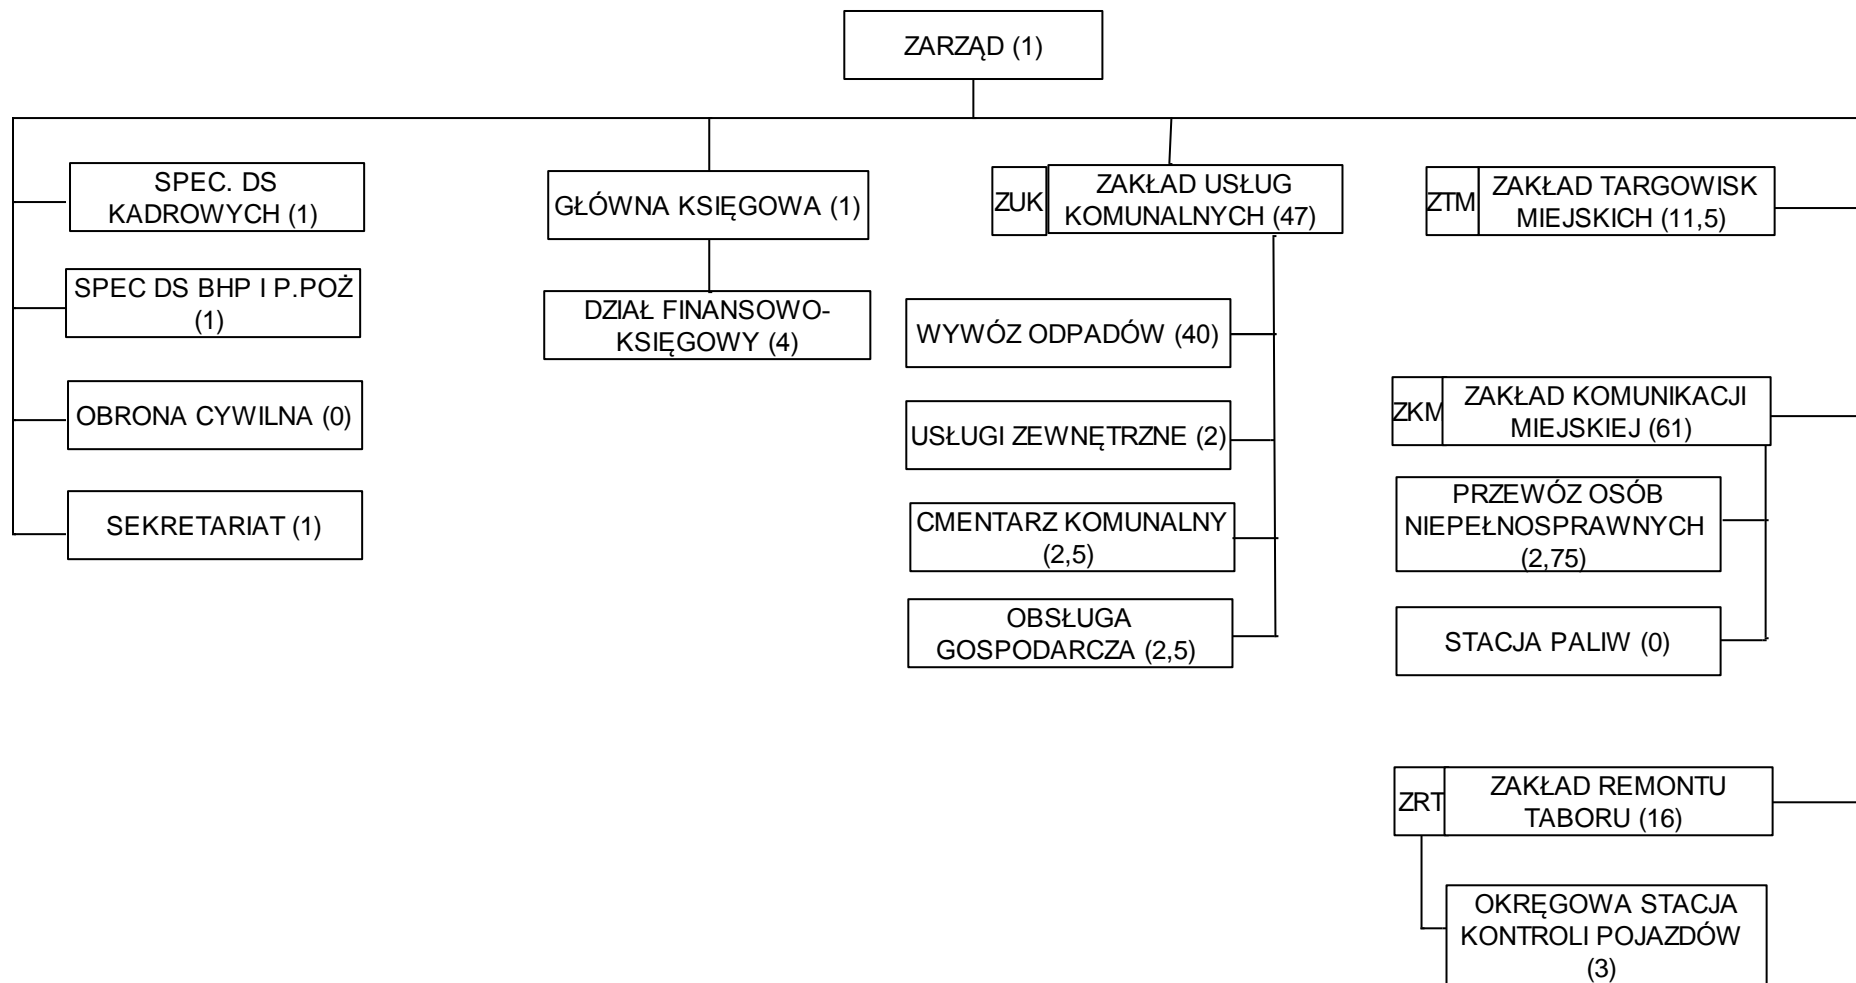 ZARZĄD (1)
SPEC. DS
KADROWYCH (1)
SPEC DS BHP I P.POŻ
(1)
OBRONA CYWILNA (0)
SEKRETARIAT (1)
GŁÓWNA KSIĘGOWA (1)
DZIAŁ FINANSOWO-
KSIĘGOWY (4)
ZUK
ZAKŁAD USŁUG
KOMUNALNYCH (47)
WYWÓZ ODPADÓW (40)
USŁUGI ZEWNĘTRZNE (2)
CMENTARZ KOMUNALNY
(2,5)
OBSŁUGA
GOSPODARCZA (2,5)
ZTM
ZAKŁAD TARGOWISK
MIEJSKICH (11,5)
ZKM
ZAKŁAD KOMUNIKACJI
MIEJSKIEJ (61)
PRZEWÓZ OSÓB
NIEPEŁNOSPRAWNYCH
(2,75)
STACJA PALIW (0)
ZRT
ZAKŁAD REMONTU
TABORU (16)
OKRĘGOWA STACJA
KONTROLI POJAZDÓW
(3)